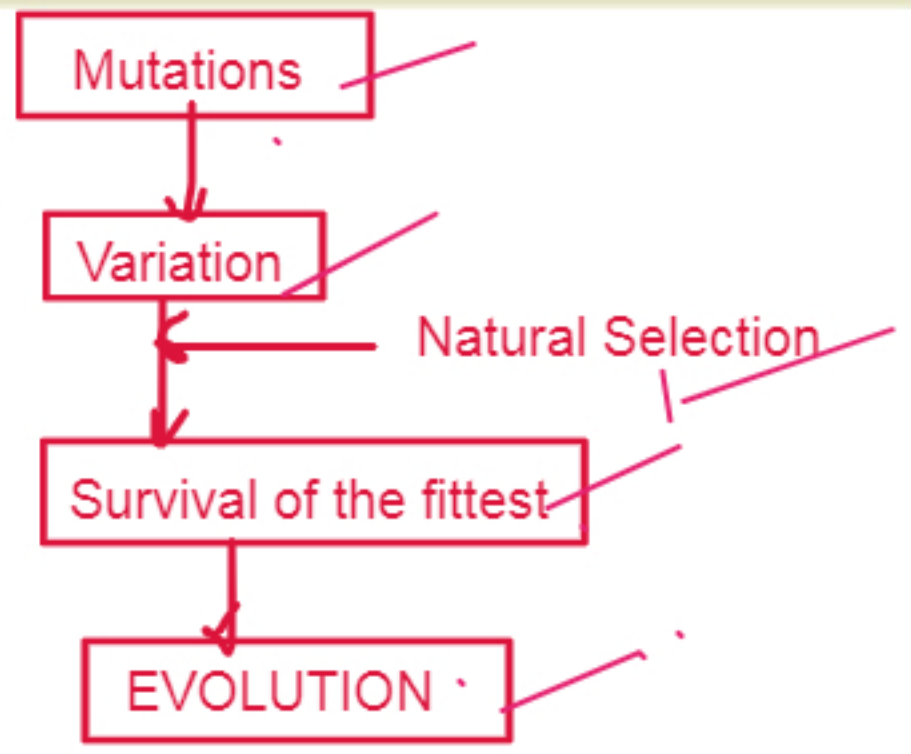 Mutations
Variation
Natural Selection
Survival of the fittest
EVOLUTION